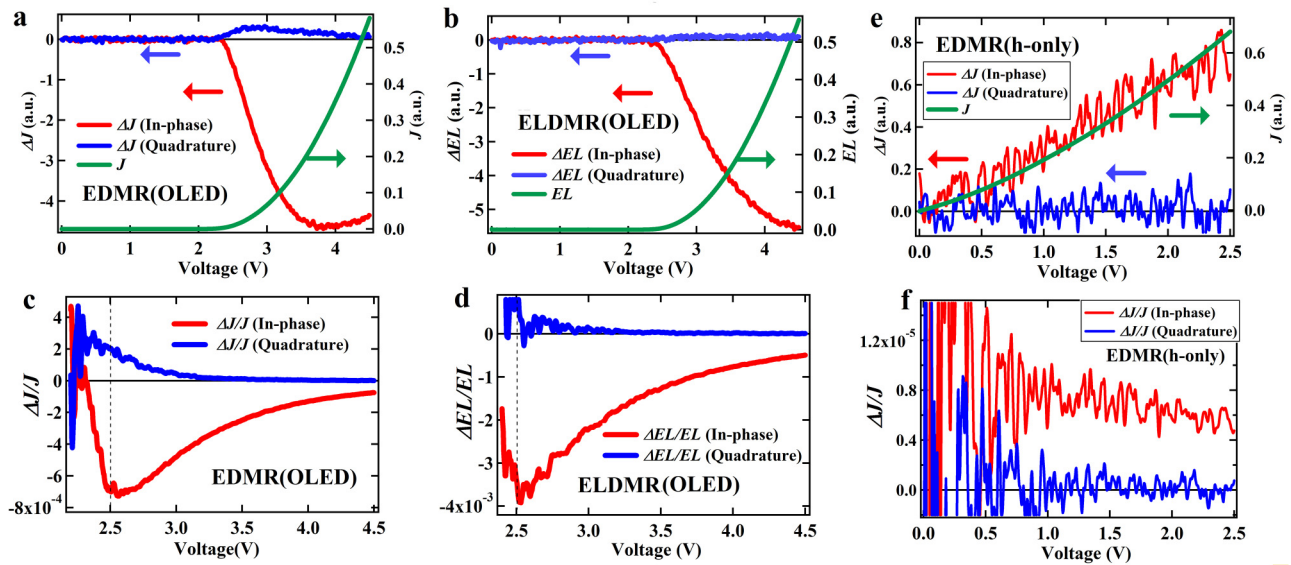 a
0
-1
-2
-3
-4
ΔJ (a.u.)
ΔJ (In-phase)
ΔJ (Quadrature)
J
EDMR(OLED)
0.5
0.4
0.3
0.2
0.1
0.0
J (a.u.)
0 1 2 3 4
Voltage (V)
b
0
-1
-2
-3
-4
-5
ΔEL (a.u.)
ELDMR(OLED)
ΔEL (In-phase)
ΔEL (Quadrature)
EL
0.5
0.4
0.3
0.2
0.1
0.0
EL (a.u.)
0 1 2 3 4
Voltage (V)
e
0.8
0.6
0.4
0.2
0.0
ΔJ (a.u.)
EDMR(h-only)
ΔJ (In-phase)
ΔJ (Quadrature)
J
0.6
0.4
0.2
0.0
J (a.u.)
0.0 0.5 1.0 1.5 2.0 2.5
Voltage (V)
c
4
2
0
-2
-4
-6
-8x10⁻⁴
ΔJ/J
ΔJ/J (In-phase)
ΔJ/J (Quadrature)
EDMR(OLED)
2.5 3.0 3.5 4.0 4.5
Voltage(V)
d
0
-1
-2
-3
-4x10⁻³
ΔEL/EL
ΔEL/EL (In-phase)
ΔEL/EL (Quadrature)
ELDMR(OLED)
2.5 3.0 3.5 4.0 4.5
Voltage (V)
f
1.2x10⁻⁵
0.8
0.4
0.0
ΔJ/J
ΔJ/J (In-phase)
ΔJ/J (Quadrature)
EDMR(h-only)
0.0 0.5 1.0 1.5 2.0 2.5
Voltage (V)